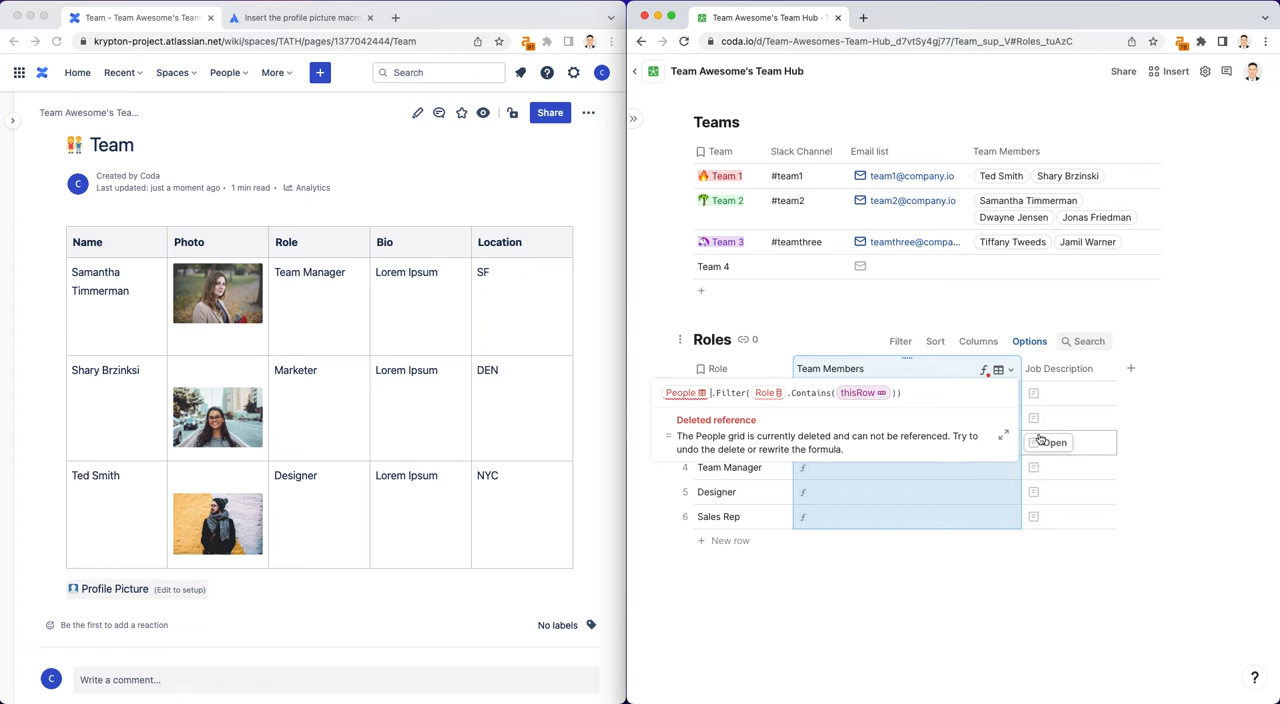 Team - Team Awesome's Team
Insert the profile picture macro
krypton-project.atlassian.net/wiki/spaces/TATH/pages/1377042444/Team
Home Recent Spaces People More + Search C
Team Awesome's Tea... Share
Team
C Created by Coda
Last updated: just a moment ago • 1 min read • Analytics
Name Photo Role Bio Location
Samantha Timmerman Team Manager Lorem Ipsum SF
Shary Brzinksi Marketer Lorem Ipsum DEN
Ted Smith Designer Lorem Ipsum NYC
Profile Picture (Edit to setup)
Be the first to add a reaction No labels
C Write a comment…
Team Awesome's Team Hub · T
coda.io/d/Team-Awesomes-Team-Hub_d7vtSy4gj77/Team_sup_V#Roles_tuAzC
Team Awesome's Team Hub Share Insert
Teams
Team Slack Channel Email list Team Members
Team 1 #team1 team1@company.io Ted Smith Shary Brzinski
Team 2 #team2 team2@company.io Samantha Timmerman
Dwayne Jensen Jonas Friedman
Team 3 #teamthree teamthree@compa... Tiffany Tweeds Jamil Warner
Team 4
+
Roles 0 Filter Sort Columns Options Search
Role Team Members Job Description +
People .Filter( Role .Contains( thisRow ))
Deleted reference
= The People grid is currently deleted and can not be referenced. Try to
undo the delete or rewrite the formula.
Open
4 Team Manager
5 Designer
6 Sales Rep
+ New row
?